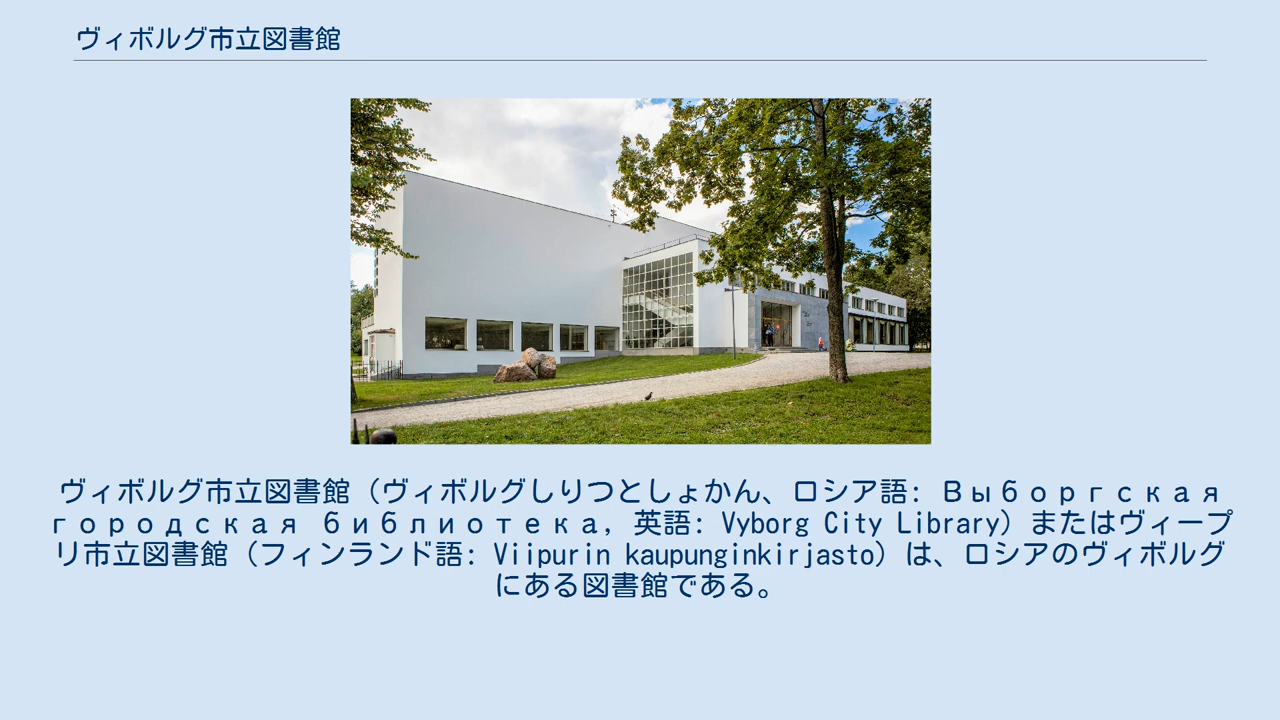 ヴィボルグ市立図書館
ヴィボルグ市立図書館（ヴィボルグしりつとしょかん、ロシア語: Выборгская
городская библиотека, 英語: Vyborg City Library）またはヴィープ
リ市立図書館（フィンランド語: Viipurin kaupunginkirjasto）は、ロシアのヴィボルグ
にある図書館である。